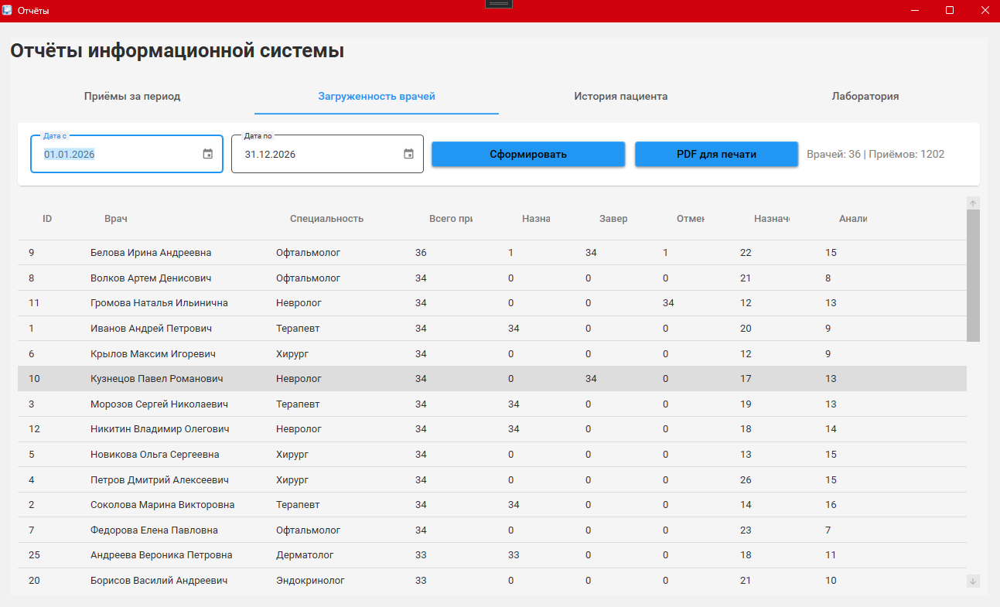 Отчёты
Отчёты информационной системы
Приёмы за период Загруженность врачей История пациента Лаборатория
Дата с Дата по
01.01.2026 31.12.2026 Сформировать PDF для печати Врачей: 36 | Приёмов: 1202
ID Врач Специальность Всего при Назна Завер Отмен Назначе Анали
9 Белова Ирина Андреевна Офтальмолог 36 1 34 1 22 15
8 Волков Артем Денисович Офтальмолог 34 0 0 0 21 8
11 Громова Наталья Ильинична Невролог 34 0 0 34 12 13
1 Иванов Андрей Петрович Терапевт 34 34 0 0 20 9
6 Крылов Максим Игоревич Хирург 34 0 0 0 12 9
10 Кузнецов Павел Романович Невролог 34 0 34 0 17 13
3 Морозов Сергей Николаевич Терапевт 34 34 0 0 19 13
12 Никитин Владимир Олегович Невролог 34 34 0 0 18 14
5 Новикова Ольга Сергеевна Хирург 34 0 0 0 13 15
4 Петров Дмитрий Алексеевич Хирург 34 0 0 0 26 15
2 Соколова Марина Викторовна Терапевт 34 34 0 0 14 16
7 Федорова Елена Павловна Офтальмолог 34 0 0 0 23 7
25 Андреева Вероника Петровна Дерматолог 33 33 0 0 18 11
20 Борисов Василий Андреевич Эндокринолог 33 0 0 0 21 10